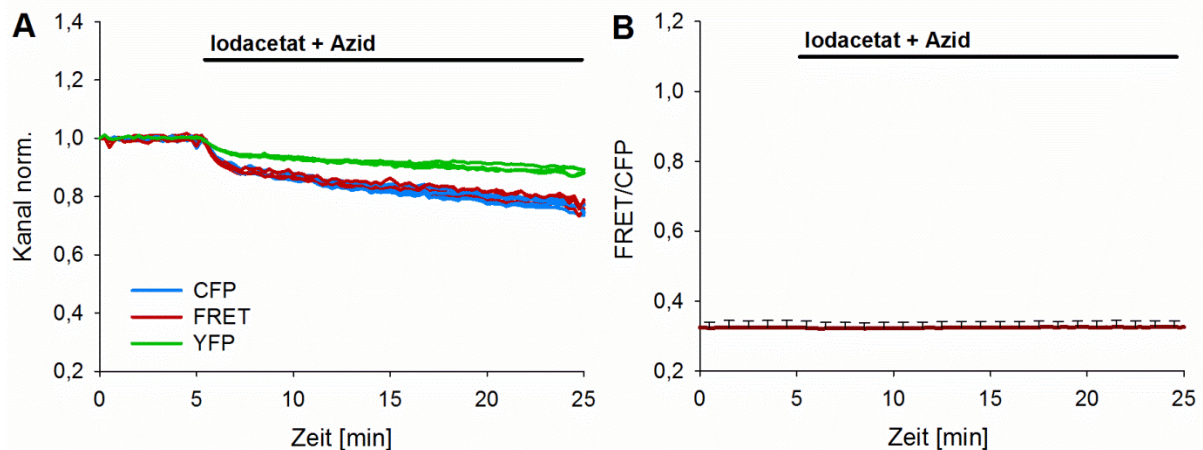 A
1,4
1,2
1,0
0,8
0,6
0,4
0,2
Kanal norm.
Iodacetat + Azid
CFP
FRET
YFP
0 5 10 15 20 25
Zeit [min]
B
1,2
1,0
0,8
0,6
0,4
0,2
FRET/CFP
Iodacetat + Azid
0 5 10 15 20 25
Zeit [min]